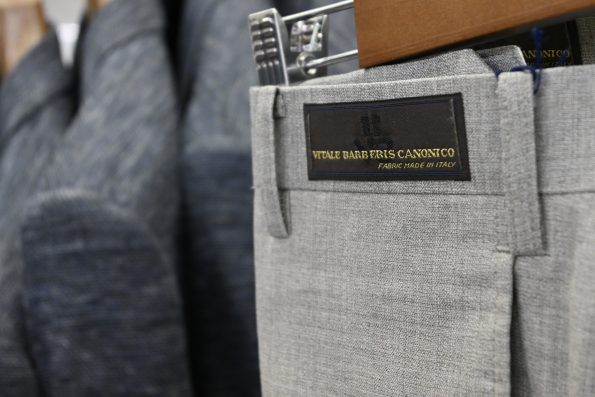 VITALE BARBERIS CANONICO
FABRIC MADE IN ITALY